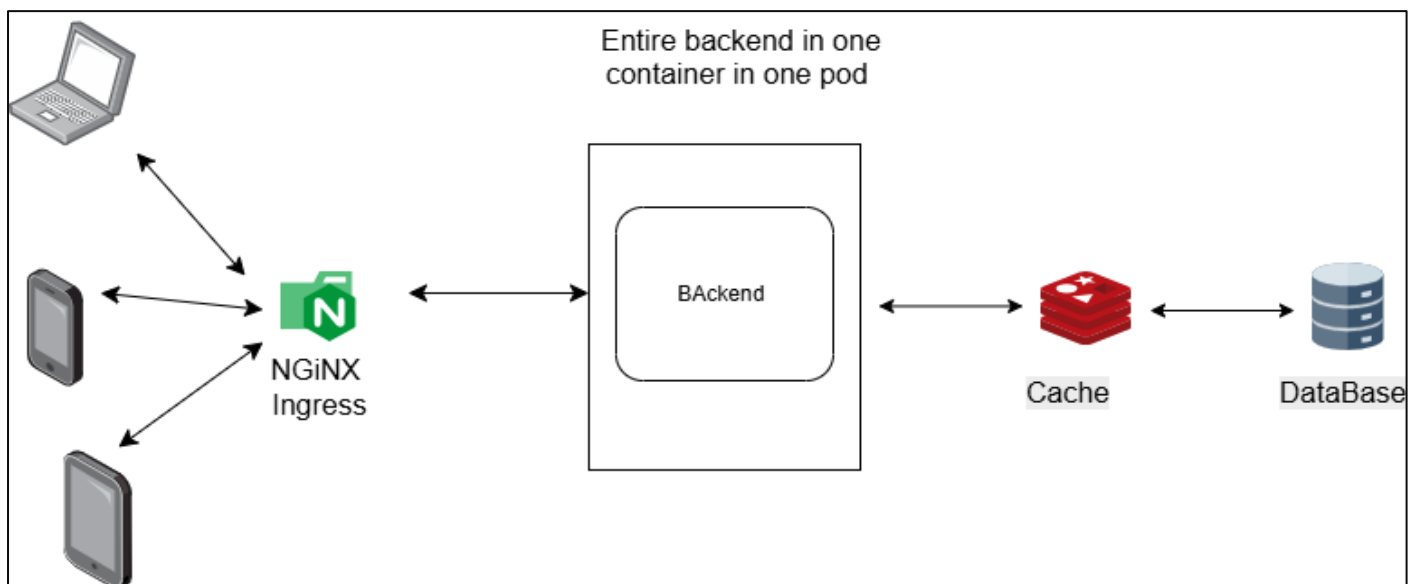 Entire backend in one
container in one pod
BAckend
N
NGiNX
Ingress
Cache
DataBase